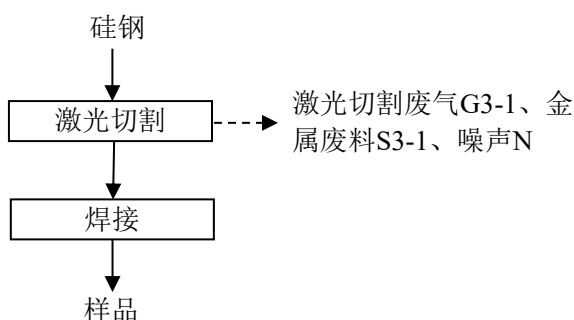 硅钢
激光切割
激光切割废气G3-1、金
属废料S3-1、噪声N
焊接
样品